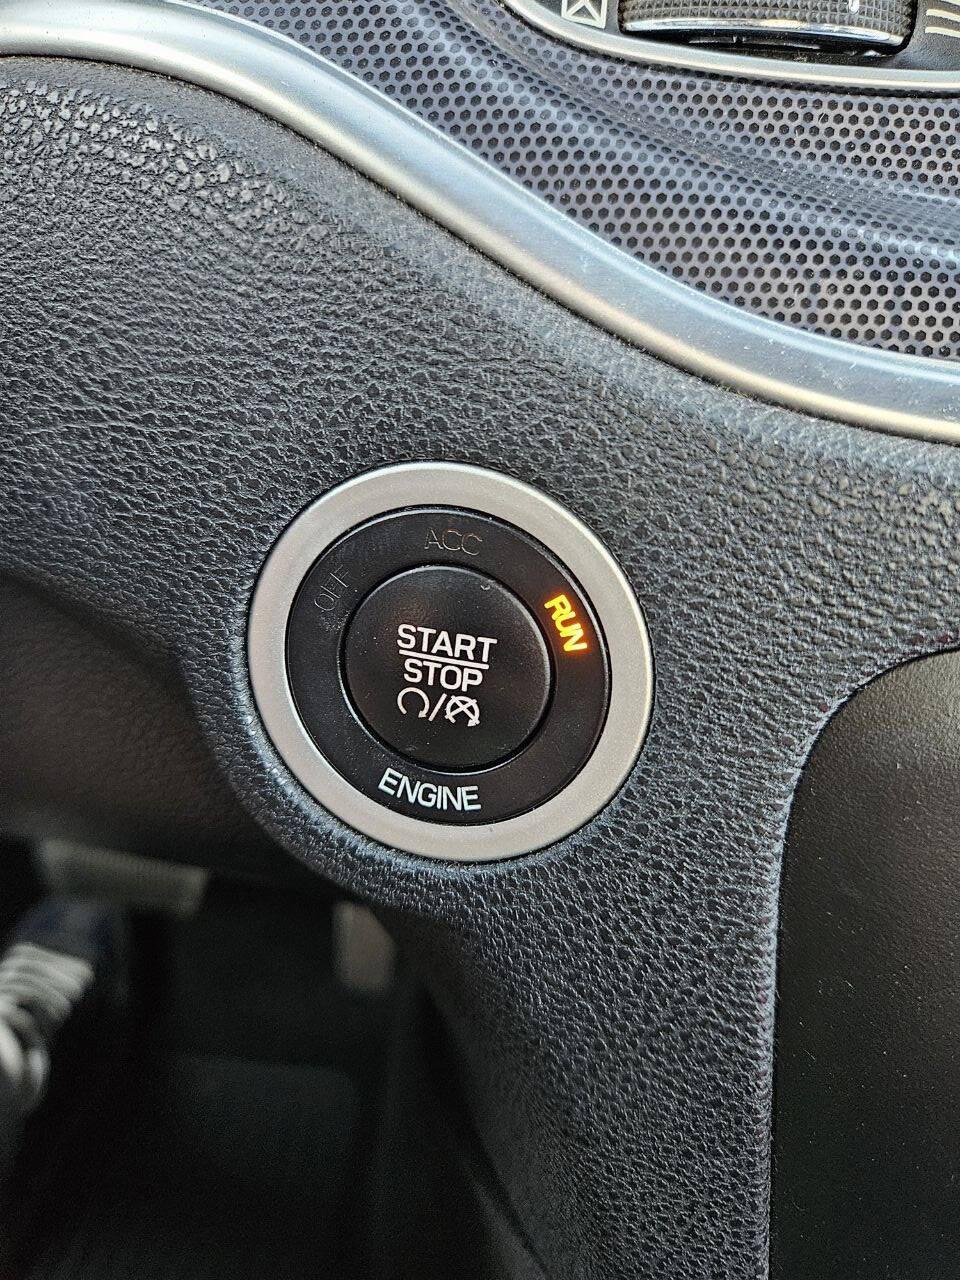 OFF
ACC
RUN
START
STOP
ENGINE